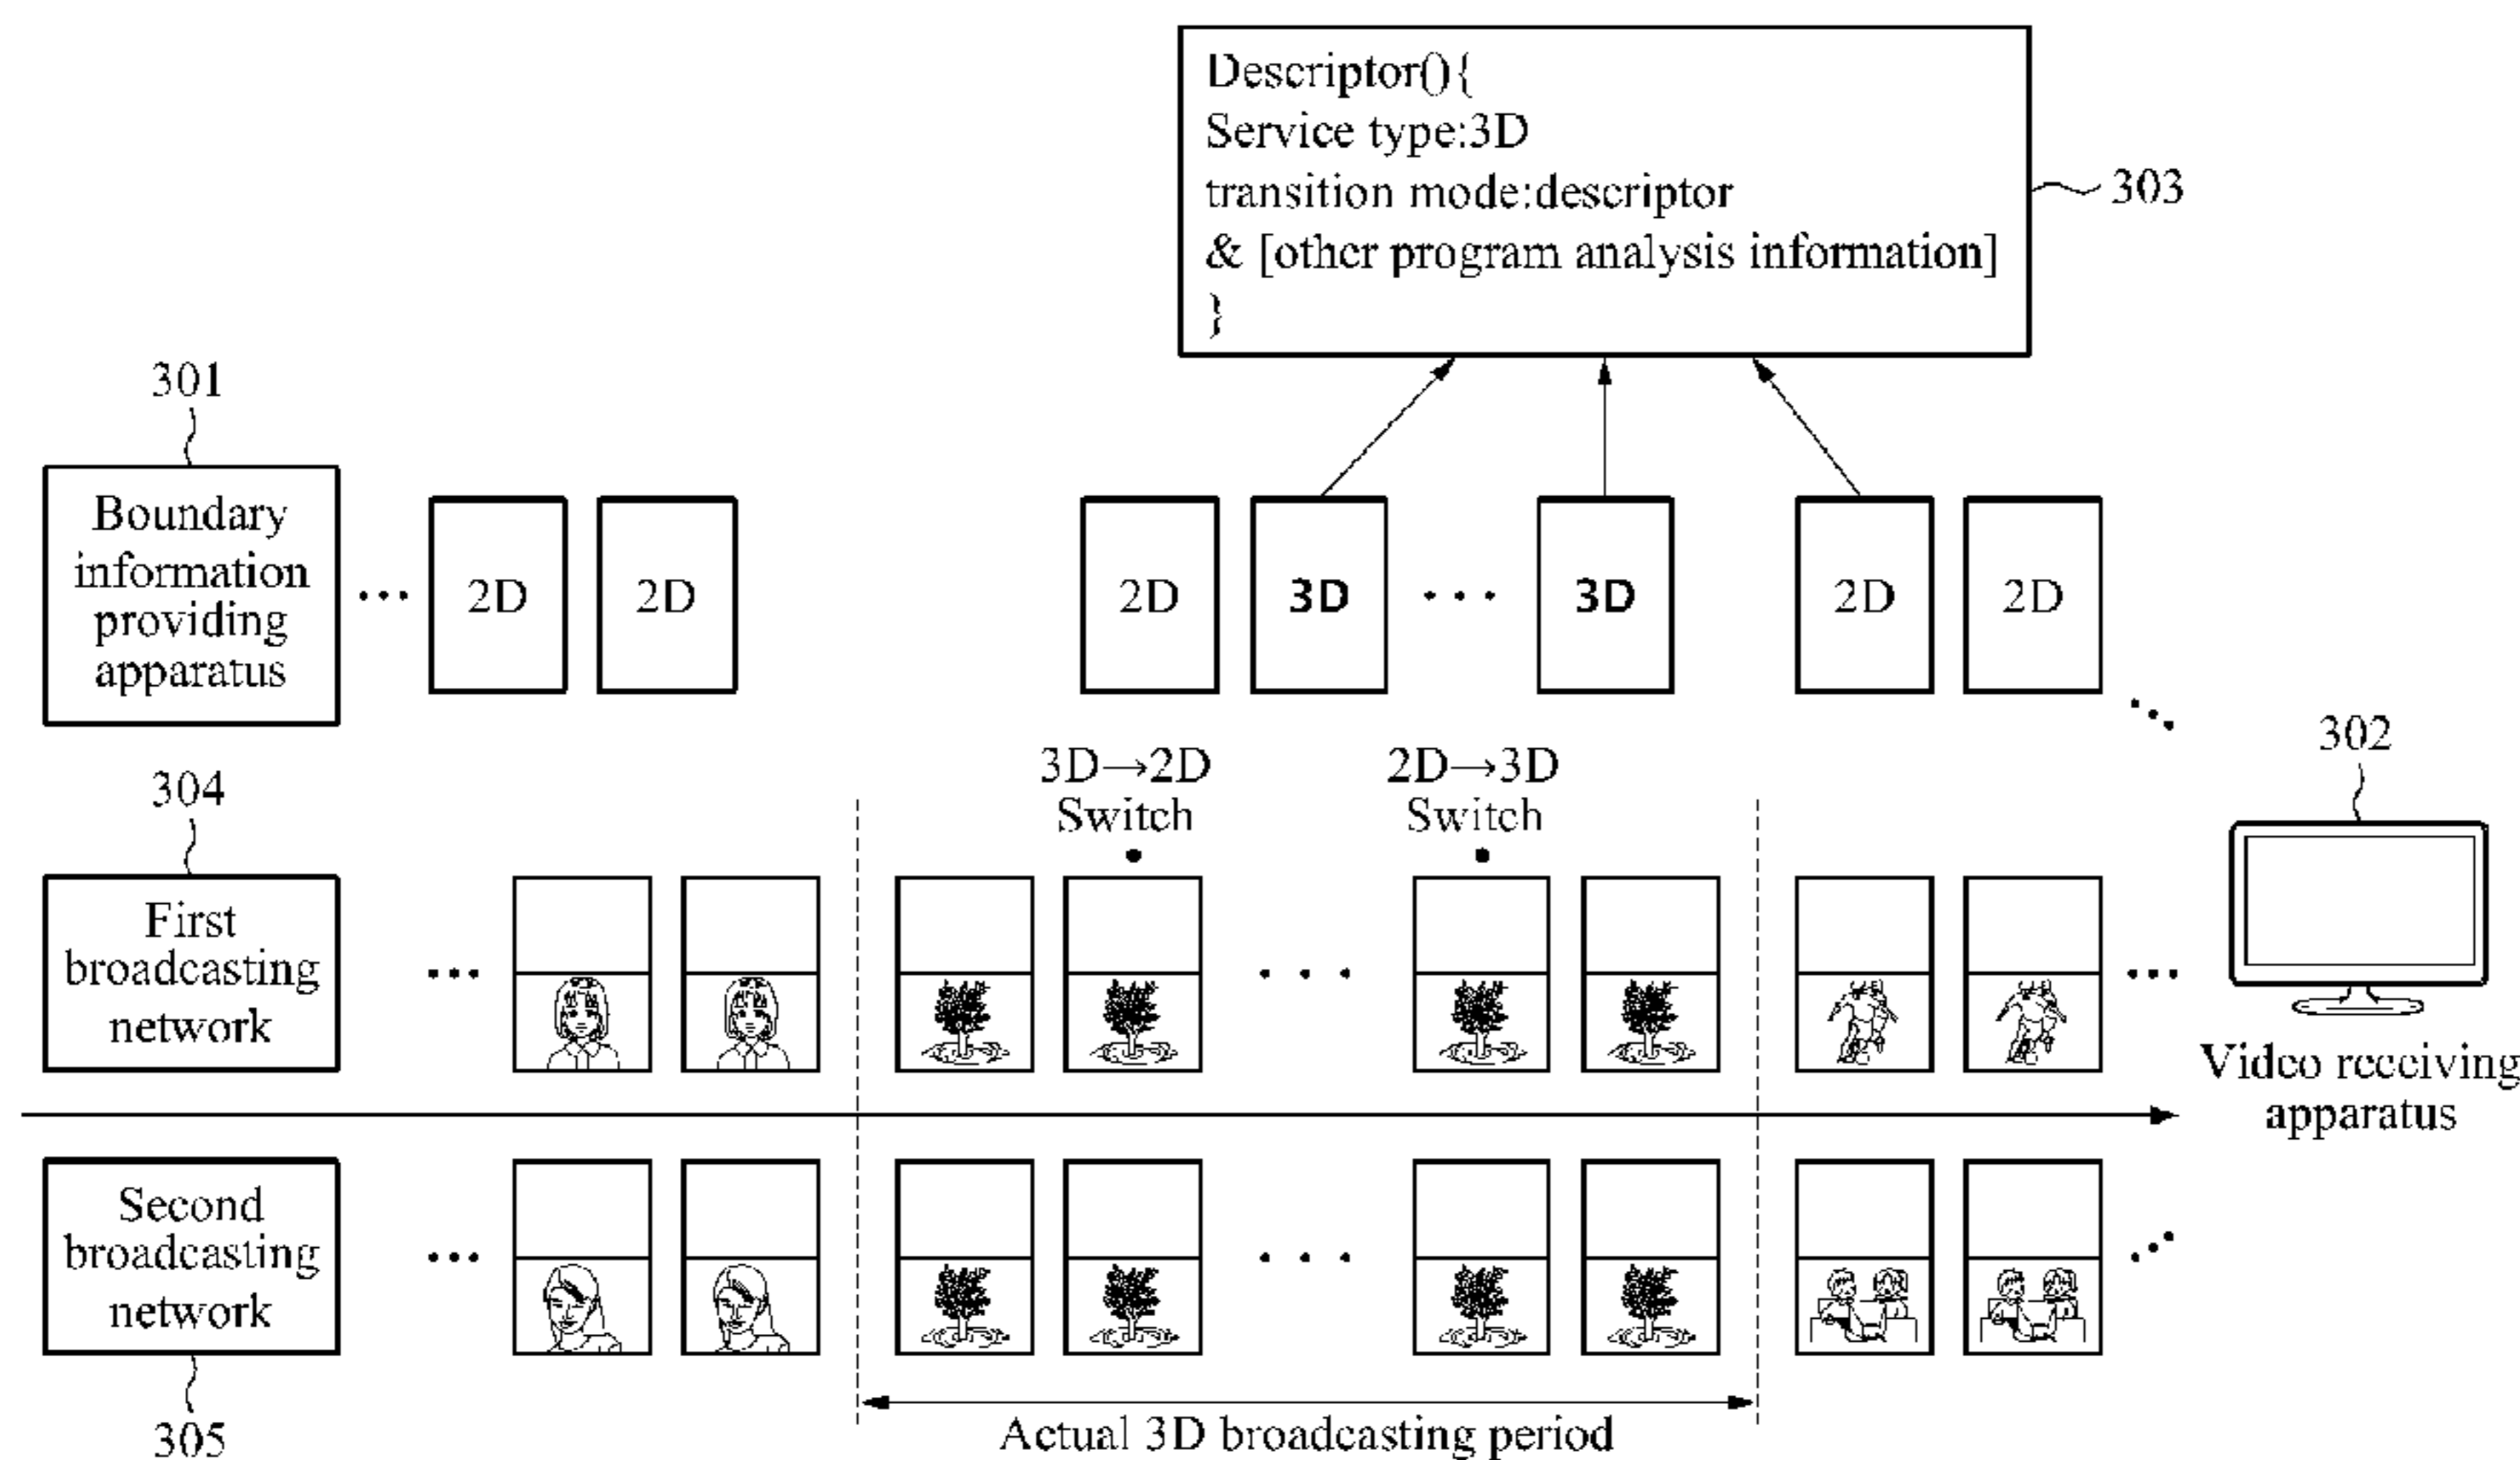 Descriptor(){
Service type:3D
transition mode:descriptor
& [other program analysis information]
}
303
301
Boundary
information
providing
apparatus
2D
2D
2D
3D
3D
2D
2D
3D→2D
Switch
2D→3D
Switch
302
304
First
broadcasting
network
Video receiving
apparatus
Second
broadcasting
network
305
Actual 3D broadcasting period